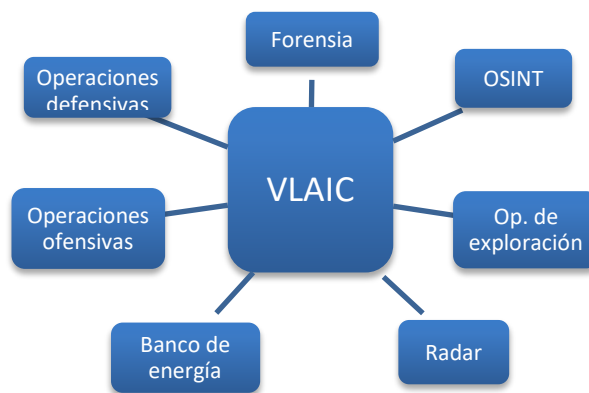 Forensia
Operaciones
defensivas
OSINT
VLAIC
Operaciones
ofensivas
Op. de
exploración
Banco de
energía
Radar